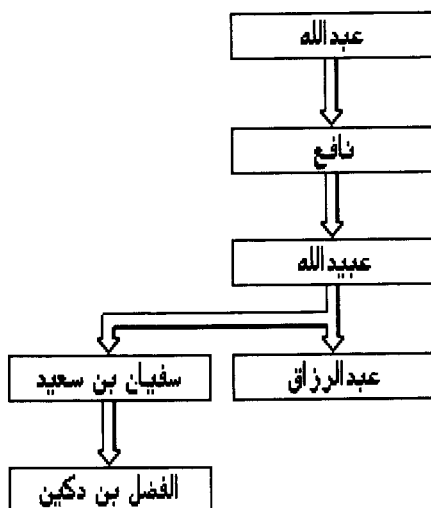 عبدالله
نافع
عبيدالله
عبدالرزاق
سفيان بن سعيد
الفضل بن دكين